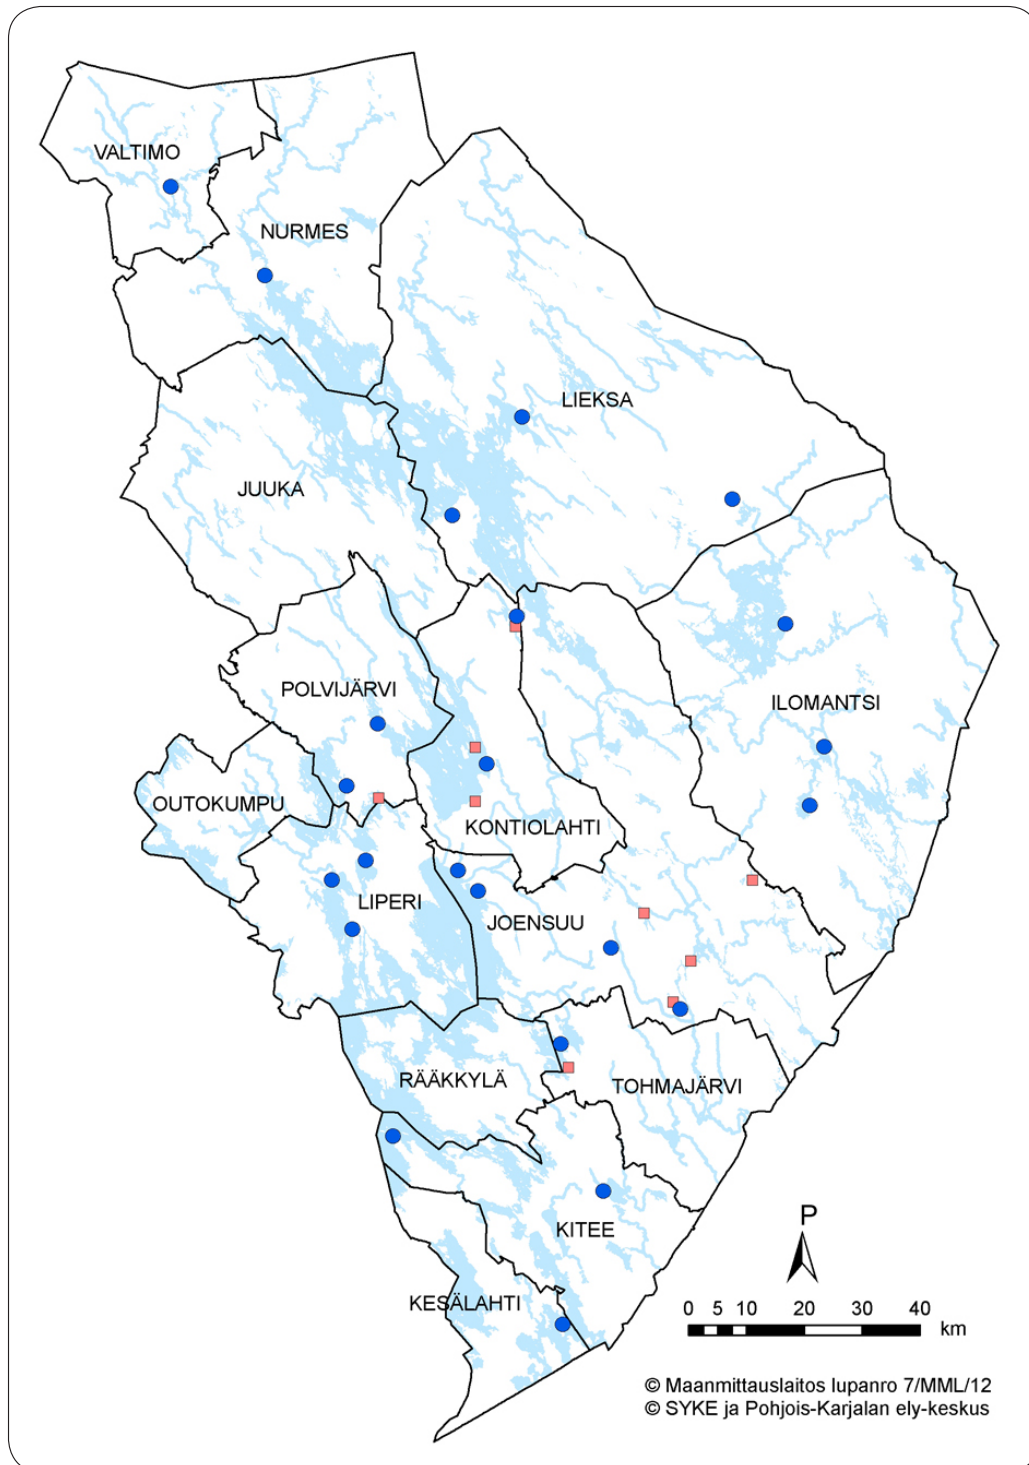 VALTIMO
NURMES
LIEKSA
JUUKA
POLVIJÄRVI
ILOMANTSI
OUTOKUMPU
KONTIOLAHTI
LIPERI
JOENSUU
RÄÄKKYLÄ
TOHMAJÄRVI
KITEE
KESÄLAHTI
P
0 5 10 20 30 40
km
© Maanmittauslaitos lupanro 7/MML/12
© SYKE ja Pohjois-Karjalan ely-keskus